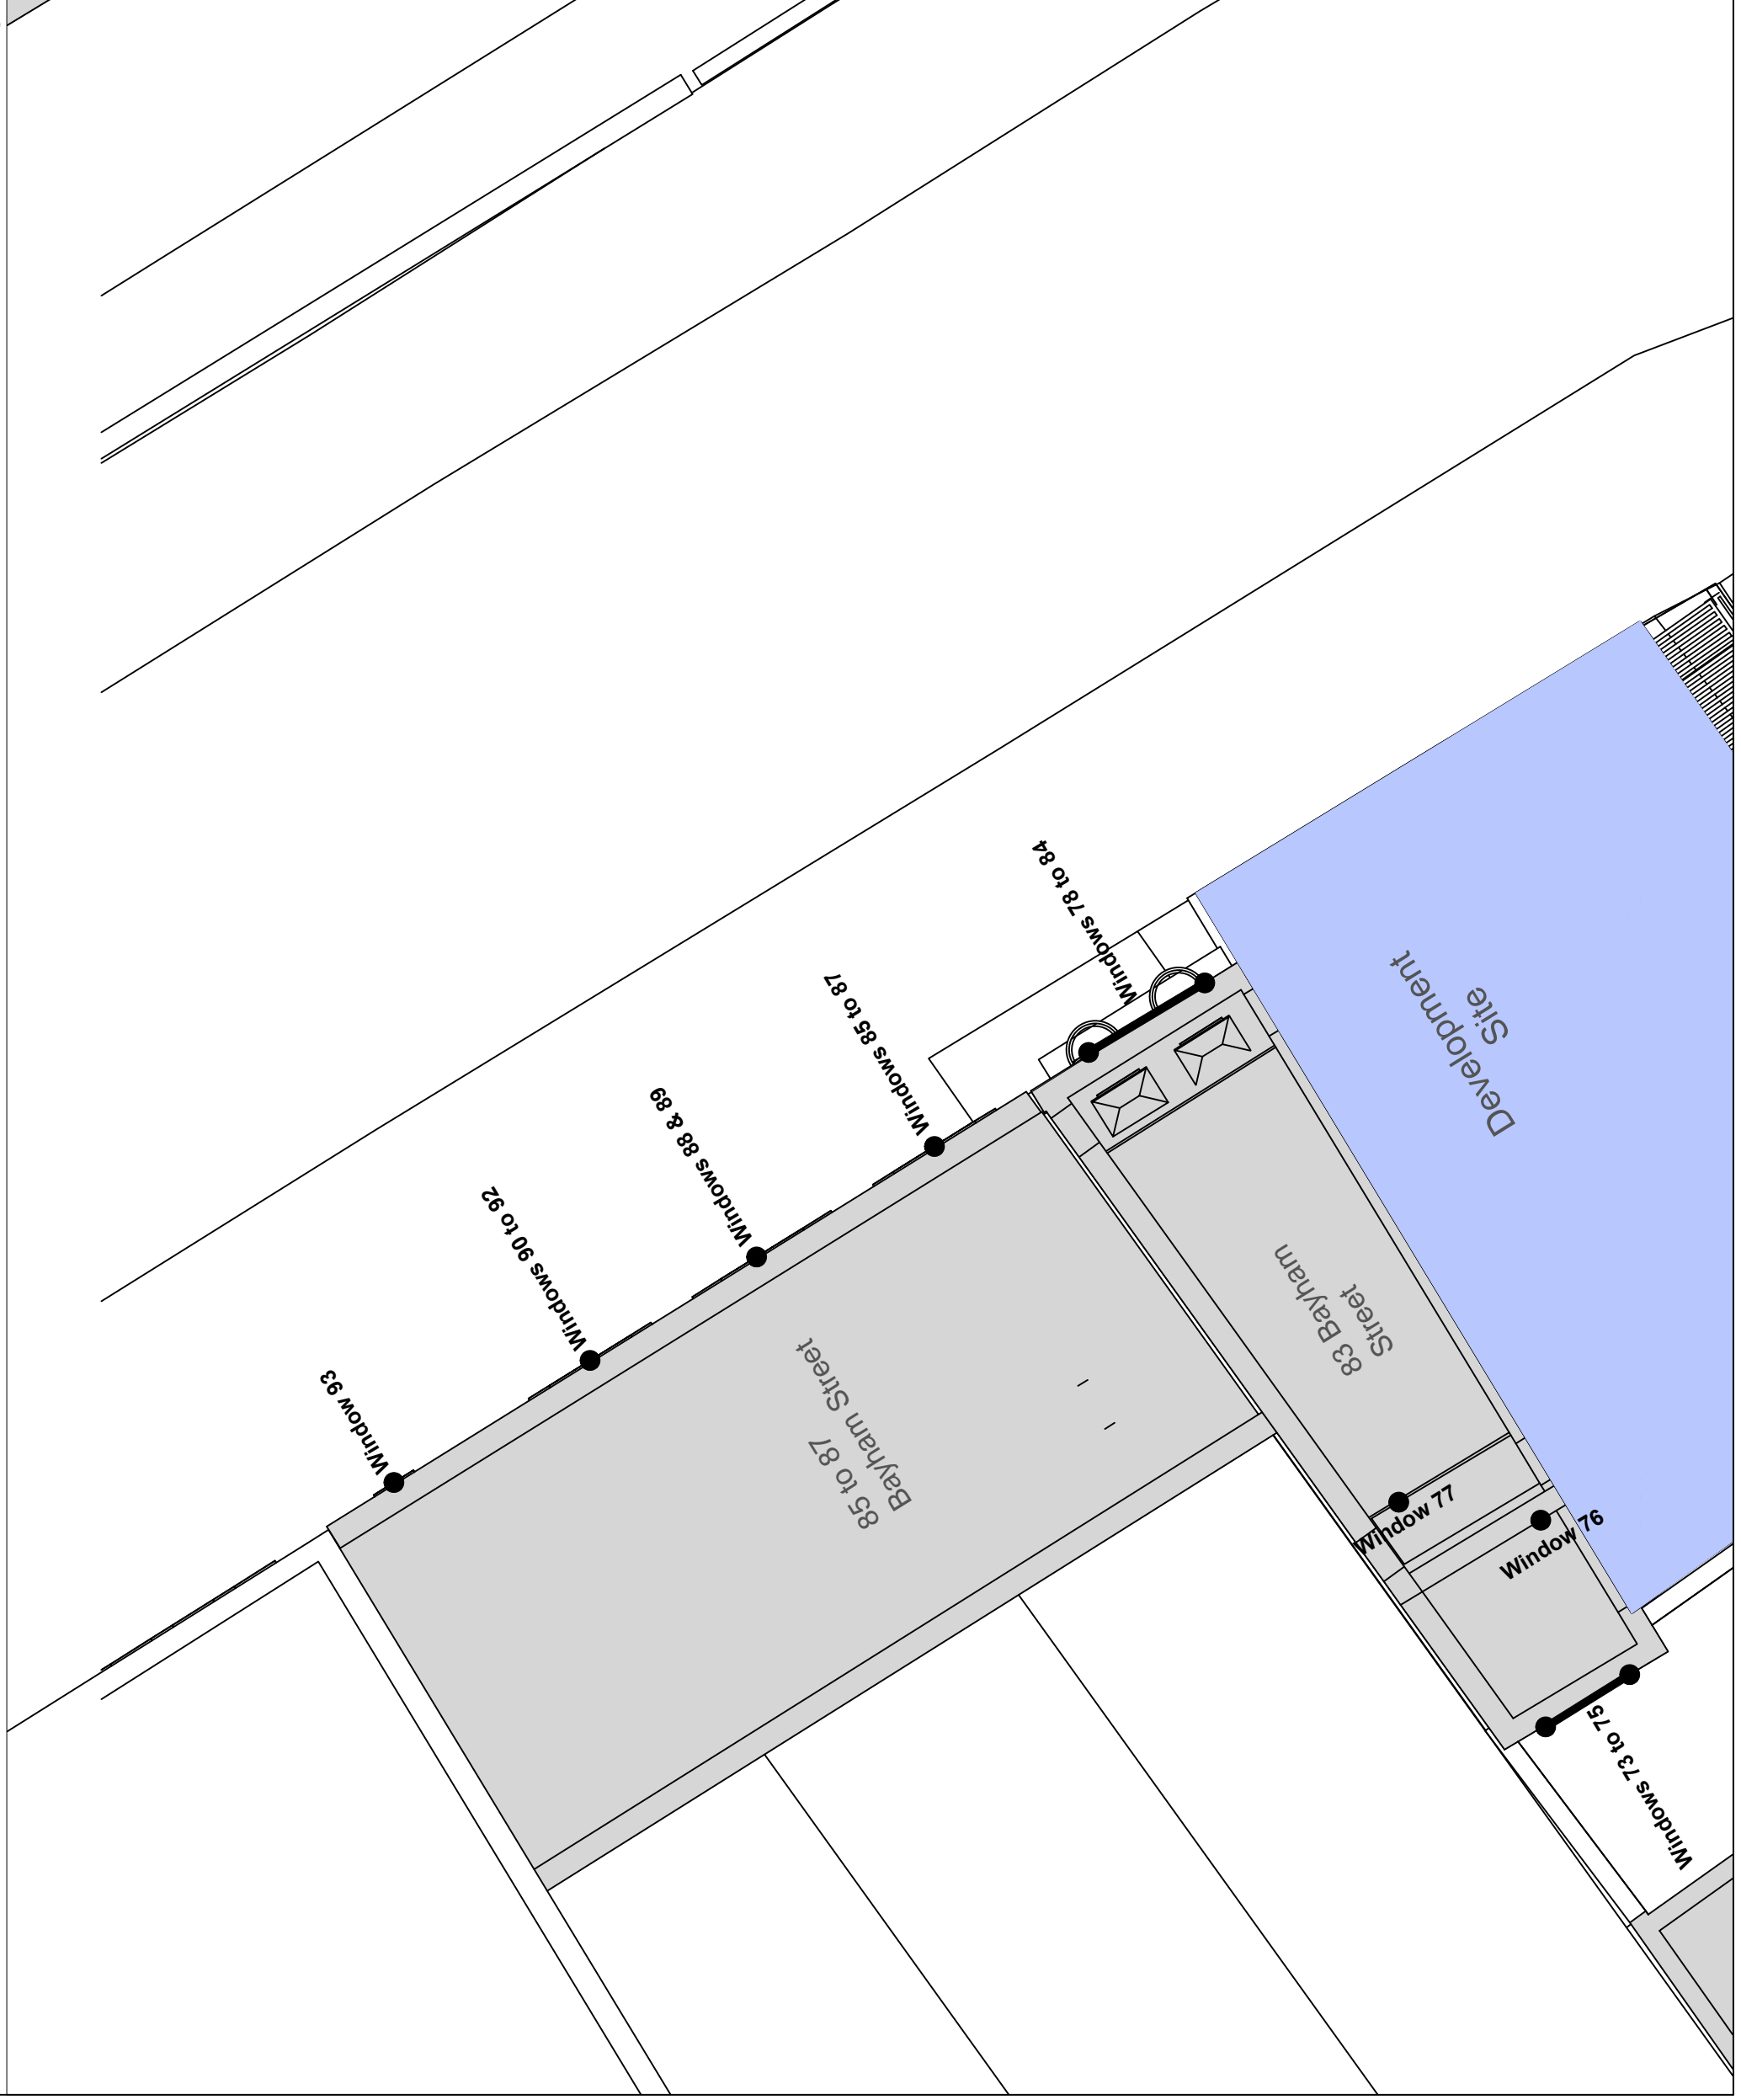 Windows 78 to 84
Windows 85 to 87
Windows 88 & 89
Windows 90 to 92
Window 93
Development
Site
83 Bayham
Street
85 to 87
Bayham Street
Window 77
Window 76
Windows 73 to 75